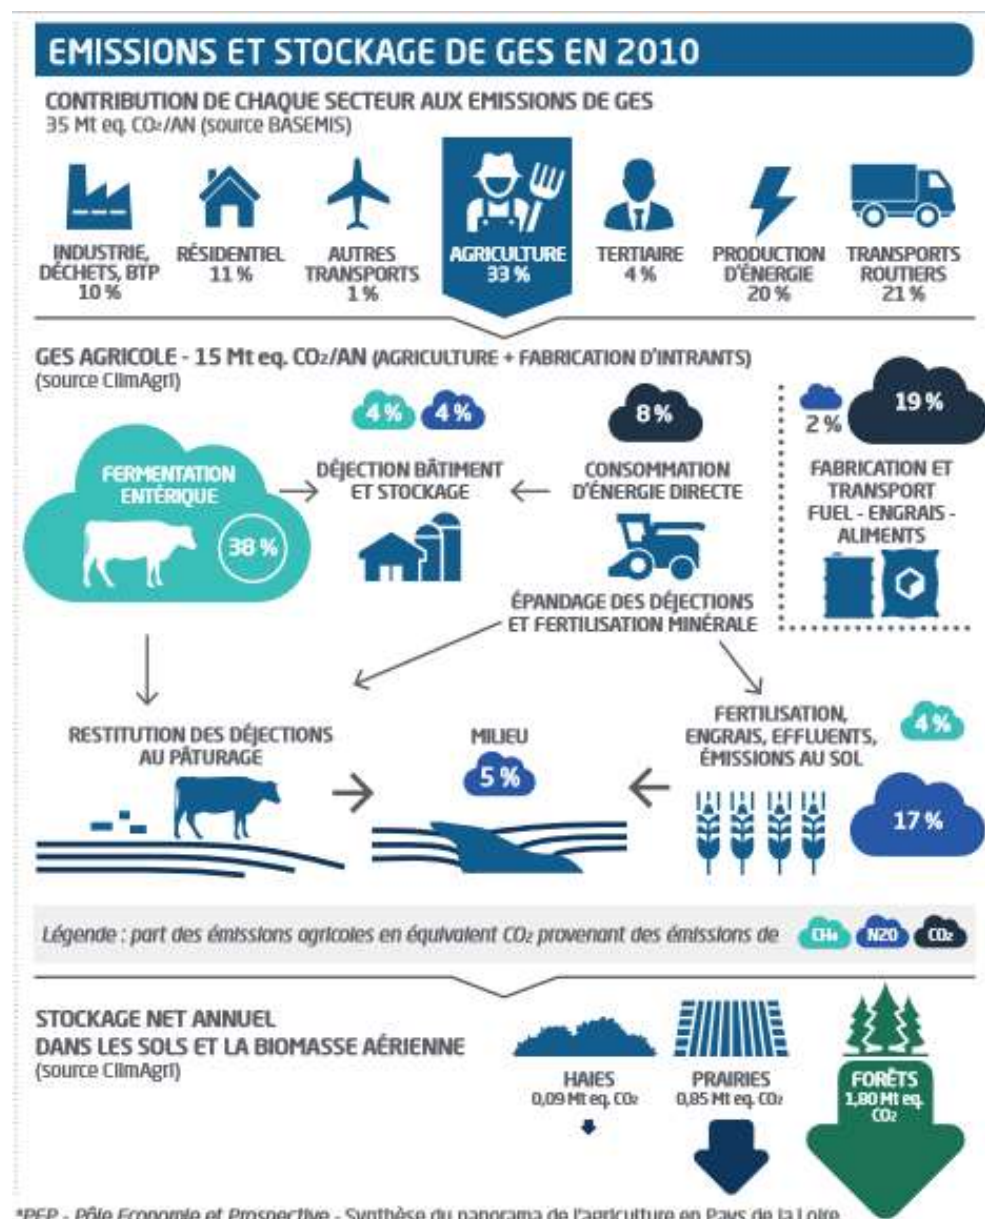 EMISSIONS ET STOCKAGE DE GES EN 2010
CONTRIBUTION DE CHAQUE SECTEUR AUX EMISSIONS DE GES
35 Mt eq. CO₂/AN (source BASEMIS)
INDUSTRIE,
DÉCHETS, BTP
10 %
RÉSIDENTIEL
11 %
AUTRES
TRANSPORTS
1 %
AGRICULTURE
33 %
TERTIAIRE
4 %
PRODUCTION
D'ÉNERGIE
20 %
TRANSPORTS
ROUTIERS
21 %
GES AGRICOLE - 15 Mt eq. CO₂/AN (AGRICULTURE + FABRICATION D'INTRANTS)
(source ClimAgri)
FERMENTATION
ENTÉRIQUE
38 %
4 %
4 %
DÉJECTION BÂTIMENT
ET STOCKAGE
8 %
CONSOMMATION
D'ÉNERGIE DIRECTE
2 %
19 %
FABRICATION ET
TRANSPORT
FUEL - ENGRAIS -
ALIMENTS
ÉPANDAGE DES DÉJECTIONS
ET FERTILISATION MINÉRALE
RESTITUTION DES DÉJECTIONS
AU PÂTURAGE
MILIEU
5 %
FERTILISATION,
ENGRAIS, EFFLUENTS,
ÉMISSIONS AU SOL
4 %
17 %
Légende : part des émissions agricoles en équivalent CO₂ provenant des émissions de CH₄ N2O CO₂
STOCKAGE NET ANNUEL
DANS LES SOLS ET LA BIOMASSE AÉRIENNE
(source ClimAgri)
HAIES
0,09 Mt eq. CO₂
PRAIRIES
0,85 Mt eq. CO₂
FORÊTS
1,80 Mt eq.
CO₂
*PEP - Pôle Economie et Prospective - Synthèse du panorama de l'agriculture en Pays de la Loire